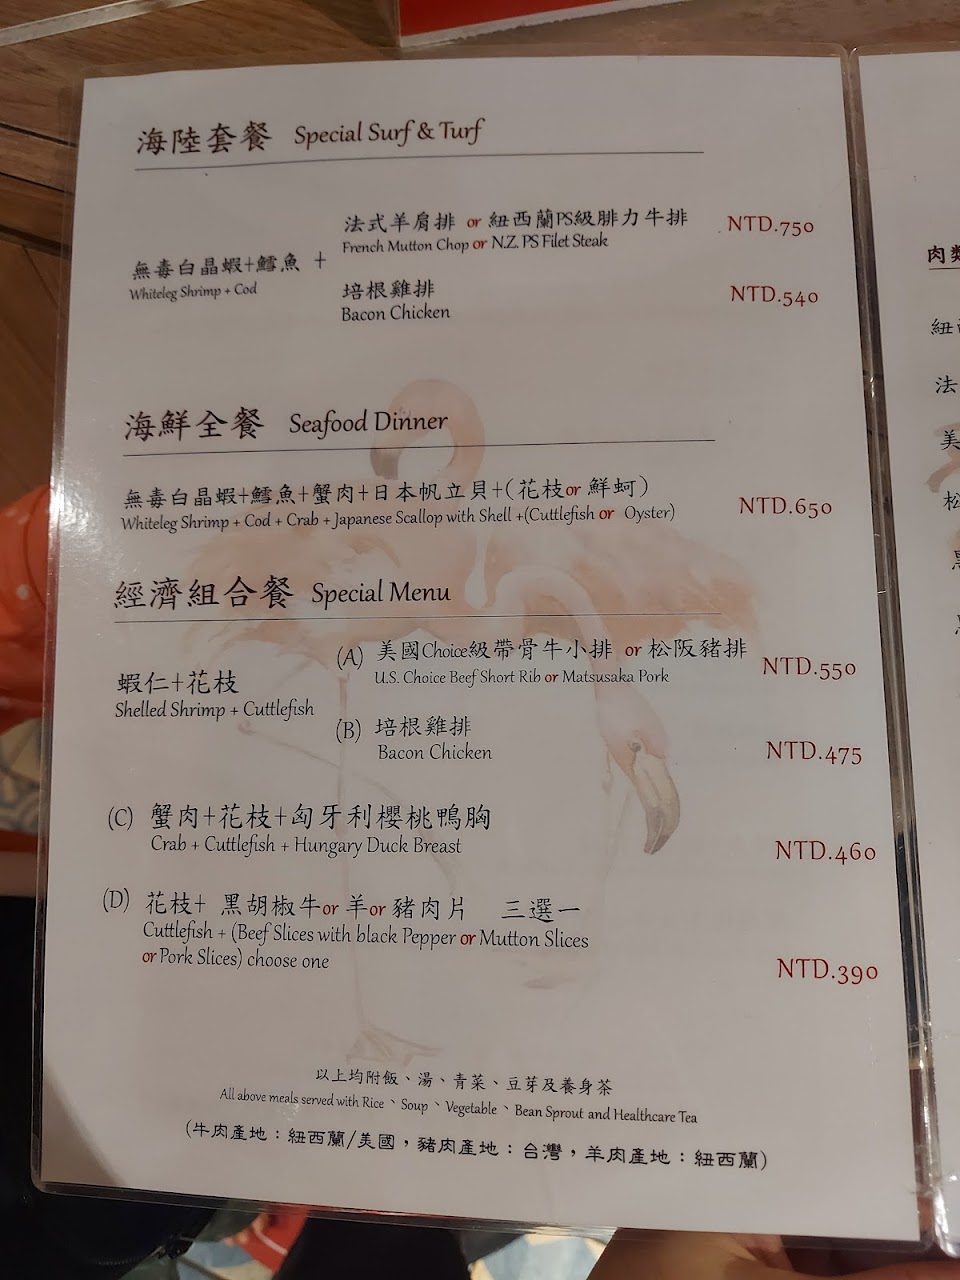 海陸套餐 Special Surf & Turf
法式羊肩排 or 紐西蘭PS級腓力牛排 NTD.750
French Mutton Chop or N.Z. PS Filet Steak
無毒白晶蝦+鱈魚 +
Whiteleg Shrimp + Cod
培根雞排 NTD.540
Bacon Chicken
海鮮全餐 Seafood Dinner
無毒白晶蝦+鱈魚+蟹肉+日本帆立貝+(花枝or 鮮蚵)
Whiteleg Shrimp + Cod + Crab + Japanese Scallop with Shell +(Cuttlefish or Oyster) NTD.650
經濟組合餐 Special Menu
(A) 美國Choice級帶骨牛小排 or 松阪豬排 NTD.550
U.S. Choice Beef Short Rib or Matsusaka Pork
蝦仁+花枝
Shelled Shrimp + Cuttlefish
(B) 培根雞排 NTD.475
Bacon Chicken
(C) 蟹肉+花枝+匈牙利櫻桃鴨胸
Crab + Cuttlefish + Hungary Duck Breast NTD.460
(D) 花枝+ 黑胡椒牛or 羊or 豬肉片 三選一
Cuttlefish + (Beef Slices with black Pepper or Mutton Slices
or Pork Slices) choose one NTD.390
以上均附飯、湯、青菜、豆芽及養身茶
All above meals served with Rice、Soup、Vegetable、Bean Sprout and Healthcare Tea
(牛肉產地：紐西蘭/美國，豬肉產地：台灣，羊肉產地：紐西蘭)
肉類
紐
法
美
松